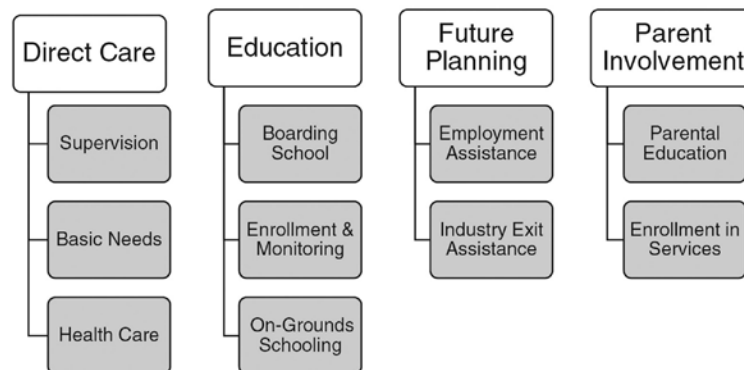 Direct Care
Supervision
Basic Needs
Health Care
Education
Boarding
School
Enrollment &
Monitoring
On-Grounds
Schooling
Future
Planning
Employment
Assistance
Industry Exit
Assistance
Parent
Involvement
Parental
Education
Enrollment in
Services